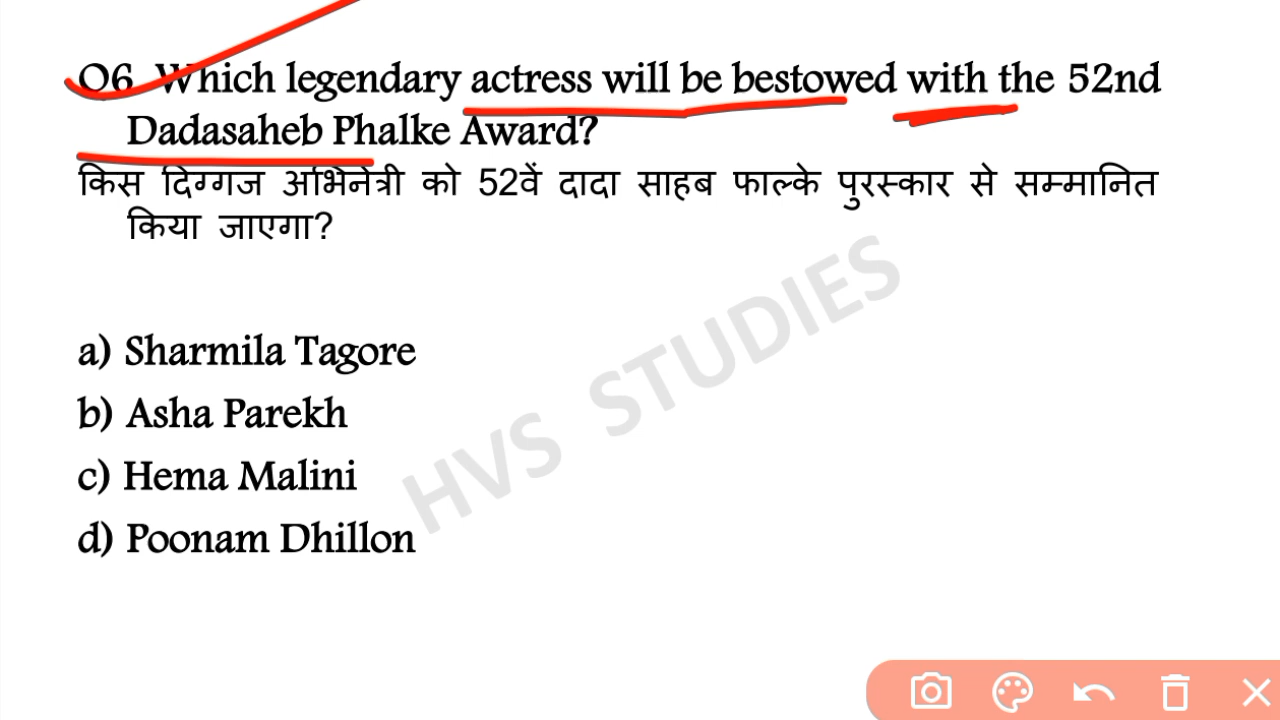 Q6. Which legendary actress will be bestowed with the 52nd
Dadasaheb Phalke Award?
किस दिग्गज अभिनेत्री को 52वें दादा साहब फाल्के पुरस्कार से सम्मानित
किया जाएगा?
HVS STUDIES
a) Sharmila Tagore
b) Asha Parekh
c) Hema Malini
d) Poonam Dhillon